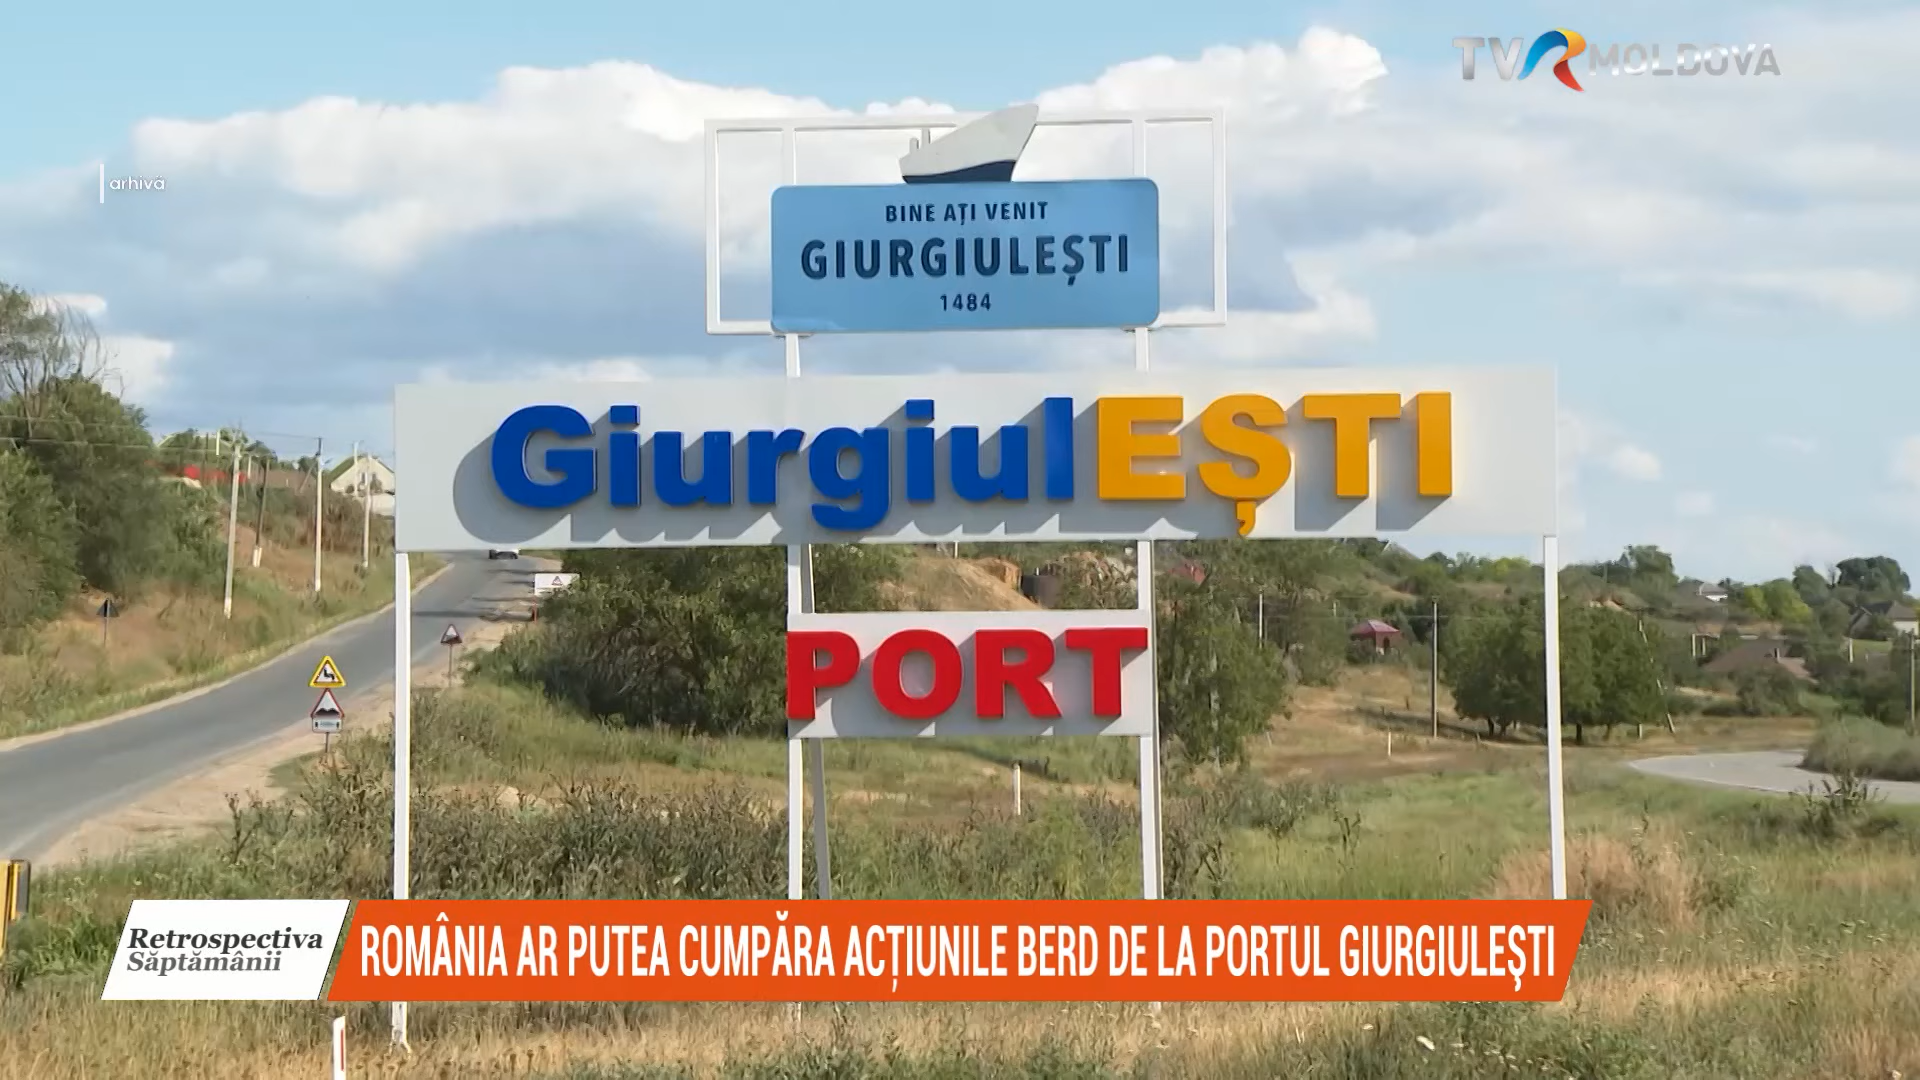 TVR MOLDOVA
arhivă
BINE AȚI VENIT
GIURGIULEȘTI
1484
GiurgiulEȘTI
PORT
Retrospectiva
Săptămânii
ROMÂNIA AR PUTEA CUMPĂRA ACȚIUNILE BERD DE LA PORTUL GIURGIULEŞTI